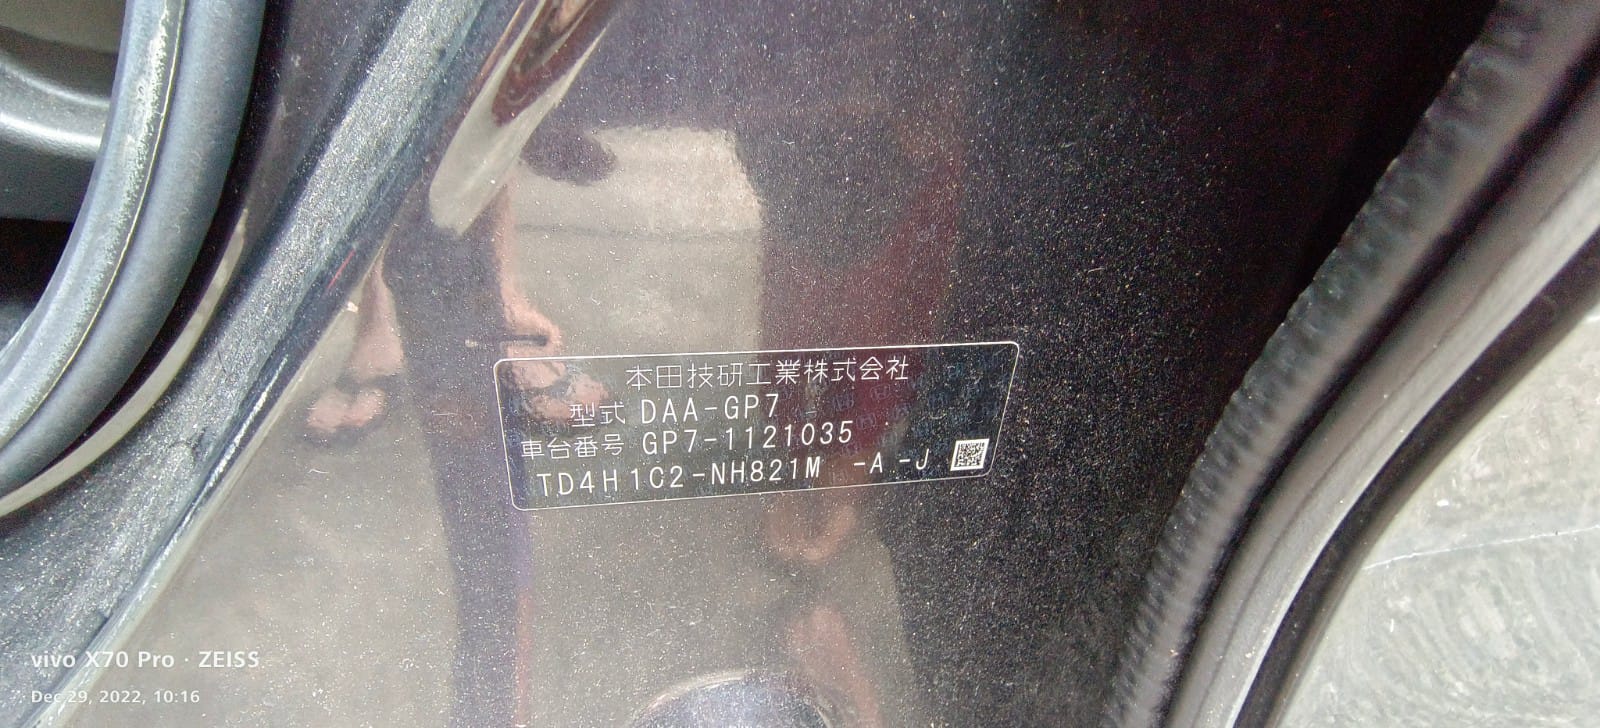 本田技研工業株式会社
型式 DAA-GP7
車台番号 GP7-1121035
TD4H1C2-NH821M -A -J
vivo X70 Pro · ZEISS
Dec 29, 2022, 10:16